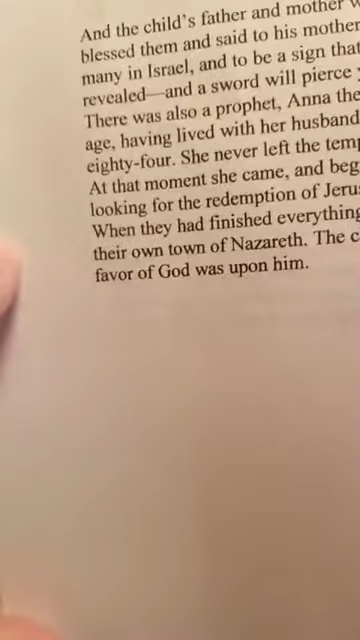 And the child's father and mother
blessed them and said to his mother
many in Israel, and to be a sign that
revealed—and a sword will pierce
There was also a prophet, Anna the
age, having lived with her husband
eighty-four. She never left the
At that moment she came, and
looking for the redemption of
When they had finished everything
their own town of Nazareth. The
favor of God was upon him.